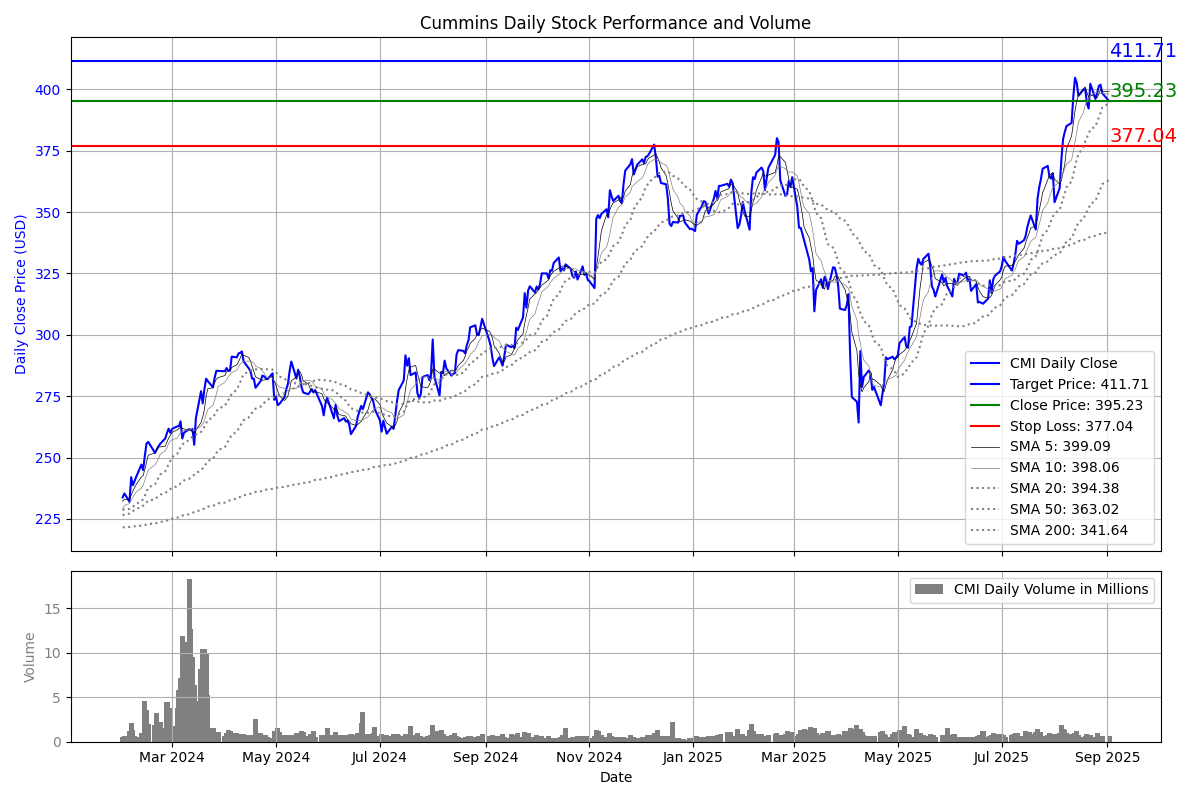 Cummins Daily Stock Performance and Volume
Daily Close Price (USD)
400
375
350
325
300
275
250
225
411.71
395.23
377.04
CMI Daily Close
Target Price: 411.71
Close Price: 395.23
Stop Loss: 377.04
SMA 5: 399.09
SMA 10: 398.06
SMA 20: 394.38
SMA 50: 363.02
SMA 200: 341.64
Volume
15
10
5
0
CMI Daily Volume in Millions
Mar 2024 May 2024 Jul 2024 Sep 2024 Nov 2024 Jan 2025 Mar 2025 May 2025 Jul 2025 Sep 2025
Date